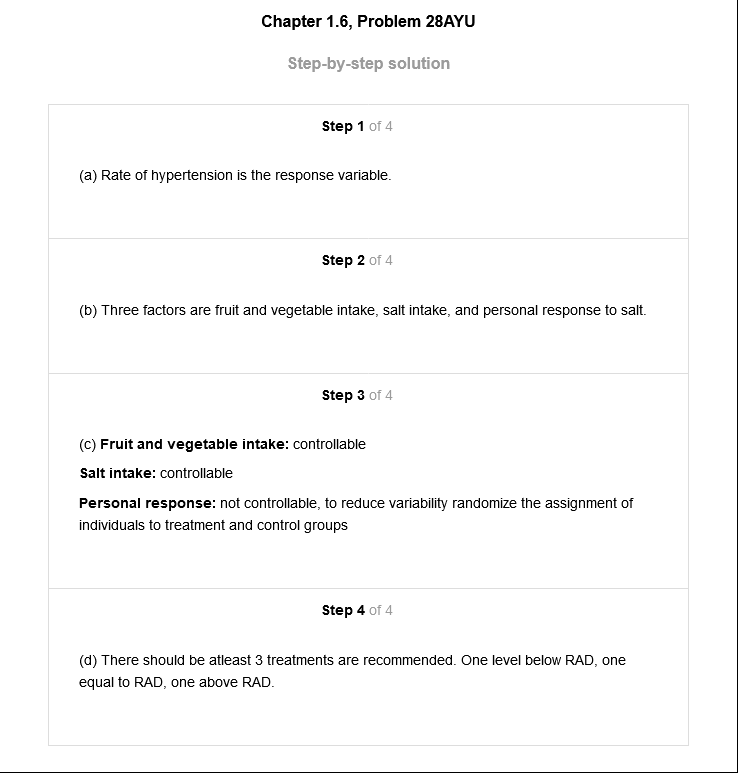 Chapter 1.6, Problem 28AYU
Step-by-step solution
Step 1 of 4
(a) Rate of hypertension is the response variable.
Step 2 of 4
(b) Three factors are fruit and vegetable intake, salt intake, and personal response to salt.
Step 3 of 4
(c) Fruit and vegetable intake: controllable
Salt intake: controllable
Personal response: not controllable, to reduce variability randomize the assignment of
individuals to treatment and control groups
Step 4 of 4
(d) There should be atleast 3 treatments are recommended. One level below RAD, one
equal to RAD, one above RAD.